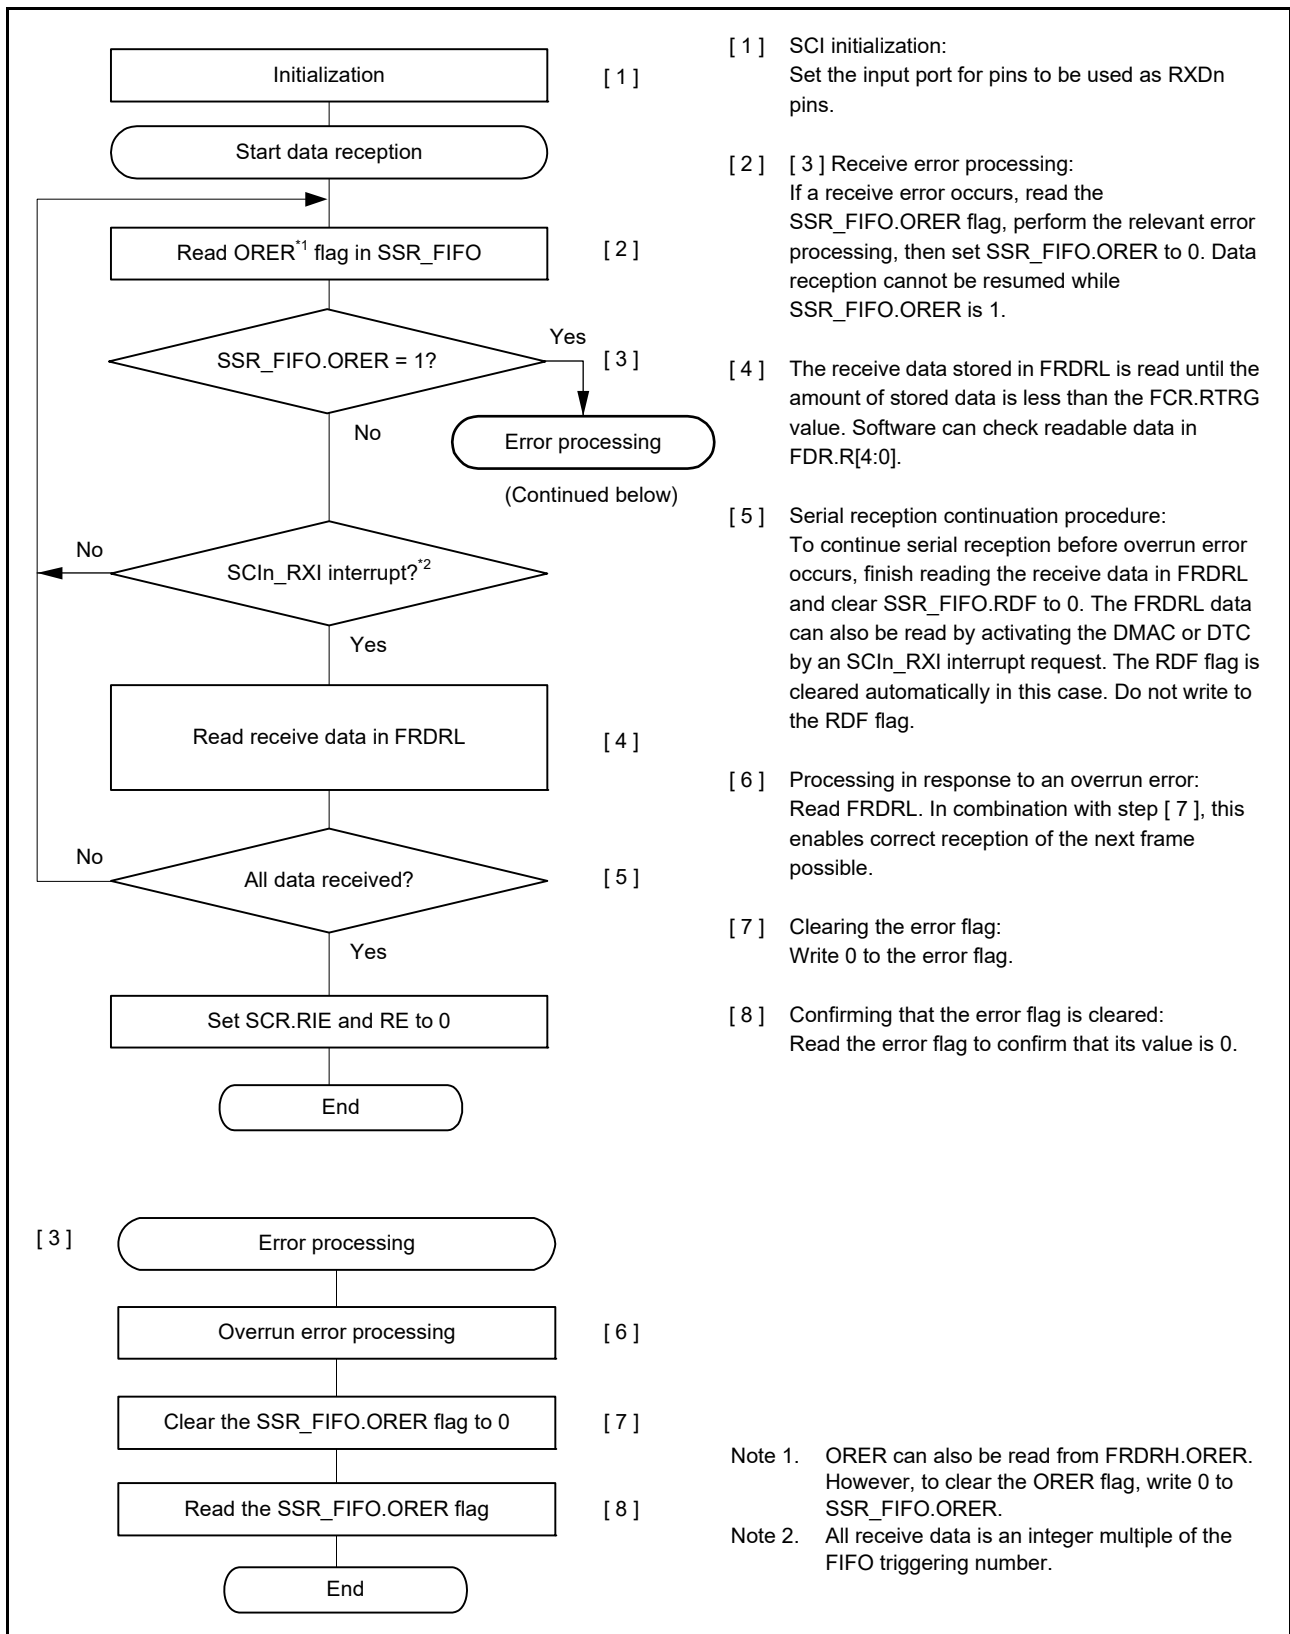 Initialization
[ 1 ]
Start data reception
Read ORER*1 flag in SSR_FIFO
[ 2 ]
SSR_FIFO.ORER = 1?
Yes
[ 3 ]
No
Error processing
(Continued below)
No
SCIn_RXI interrupt?*2
Yes
Read receive data in FRDRL
[ 4 ]
No
All data received?
[ 5 ]
Yes
Set SCR.RIE and RE to 0
End
[ 1 ] SCI initialization:
Set the input port for pins to be used as RXDn
pins.
[ 2 ] [ 3 ] Receive error processing:
If a receive error occurs, read the
SSR_FIFO.ORER flag, perform the relevant error
processing, then set SSR_FIFO.ORER to 0. Data
reception cannot be resumed while
SSR_FIFO.ORER is 1.
[ 4 ] The receive data stored in FRDRL is read until the
amount of stored data is less than the FCR.RTRG
value. Software can check readable data in
FDR.R[4:0].
[ 5 ] Serial reception continuation procedure:
To continue serial reception before overrun error
occurs, finish reading the receive data in FRDRL
and clear SSR_FIFO.RDF to 0. The FRDRL data
can also be read by activating the DMAC or DTC
by an SCIn_RXI interrupt request. The RDF flag is
cleared automatically in this case. Do not write to
the RDF flag.
[ 6 ] Processing in response to an overrun error:
Read FRDRL. In combination with step [ 7 ], this
enables correct reception of the next frame
possible.
[ 7 ] Clearing the error flag:
Write 0 to the error flag.
[ 8 ] Confirming that the error flag is cleared:
Read the error flag to confirm that its value is 0.
[ 3 ]
Error processing
Overrun error processing
[ 6 ]
Clear the SSR_FIFO.ORER flag to 0
[ 7 ]
Read the SSR_FIFO.ORER flag
[ 8 ]
End
Note 1. ORER can also be read from FRDRH.ORER.
However, to clear the ORER flag, write 0 to
SSR_FIFO.ORER.
Note 2. All receive data is an integer multiple of the
FIFO triggering number.